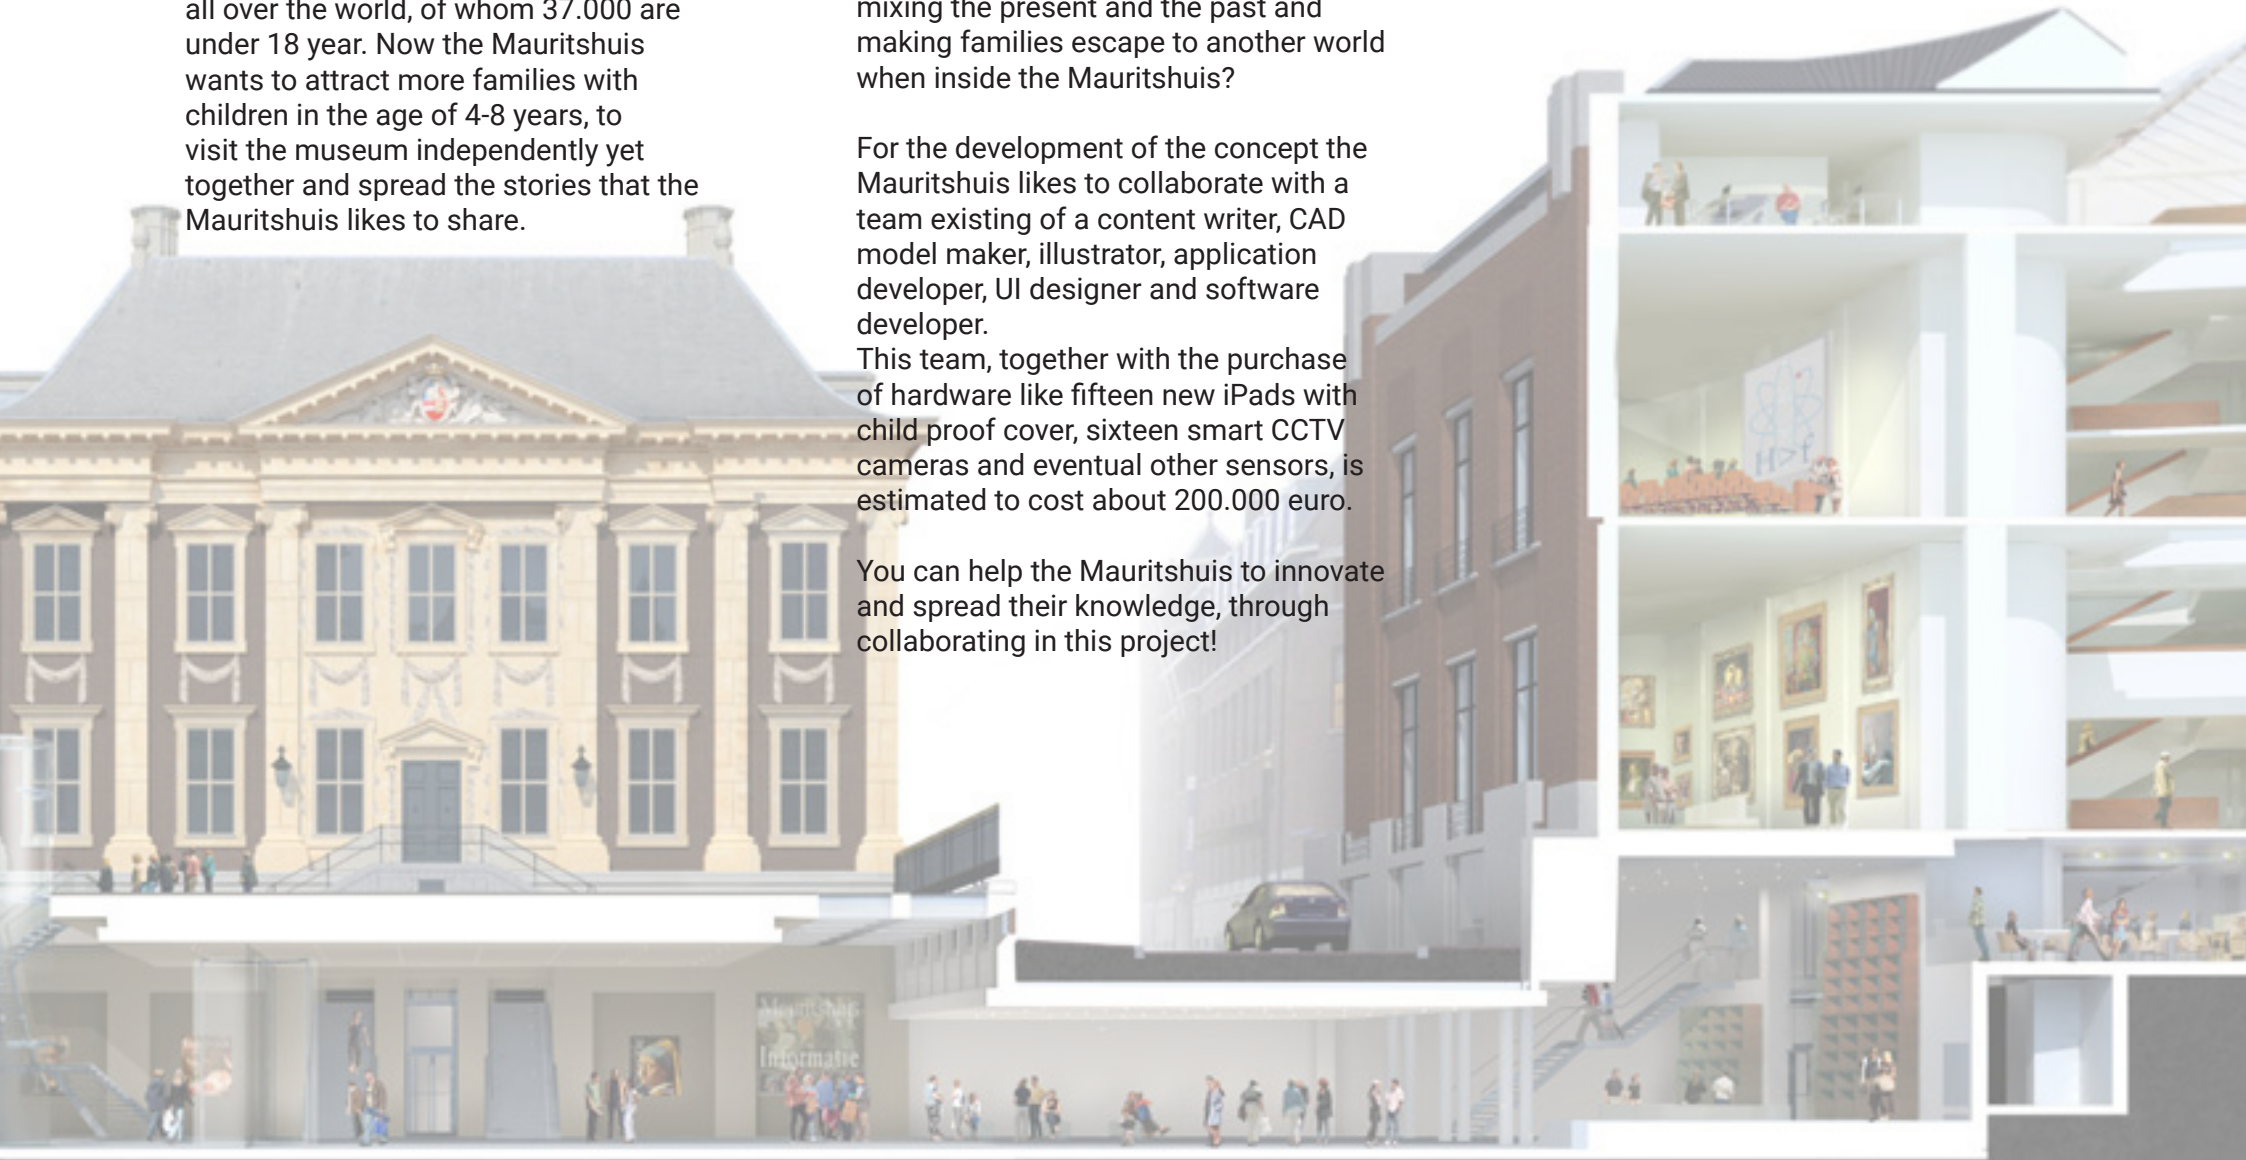 all over the world, of whom 37.000 are
under 18 year. Now the Mauritshuis
wants to attract more families with
children in the age of 4-8 years, to
visit the museum independently yet
together and spread the stories that the
Mauritshuis likes to share.
mixing the present and the past and
making families escape to another world
when inside the Mauritshuis?
For the development of the concept the
Mauritshuis likes to collaborate with a
team existing of a content writer, CAD
model maker, illustrator, application
developer, UI designer and software
developer.
This team, together with the purchase
of hardware like fifteen new iPads with
child proof cover, sixteen smart CCTV
cameras and eventual other sensors, is
estimated to cost about 200.000 euro.
You can help the Mauritshuis to innovate
and spread their knowledge, through
collaborating in this project!
Mauritshuis
Informatie